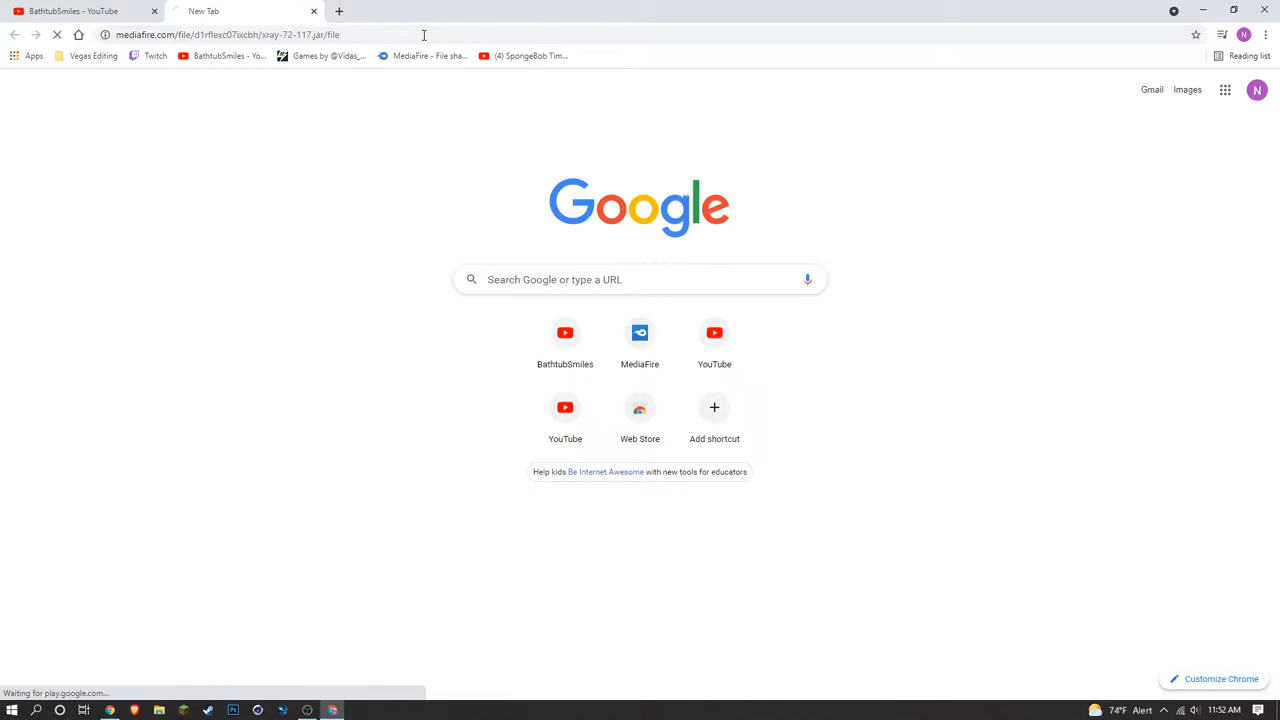 BathtubSmiles - YouTube
New Tab
mediafire.com/file/d1rflexc07ixcbh/xray-72-117.jar/file
Apps
Vegas Editing
Twitch
BathtubSmiles - Yo...
Games by @Vidas_...
MediaFire - File sha...
(4) SpongeBob Tim...
Reading list
Gmail
Images
N
Google
Search Google or type a URL
BathtubSmiles
MediaFire
YouTube
YouTube
Web Store
Add shortcut
Help kids Be Internet Awesome with new tools for educators
Customize Chrome
Waiting for play.google.com...
74°F Alert
11:52 AM